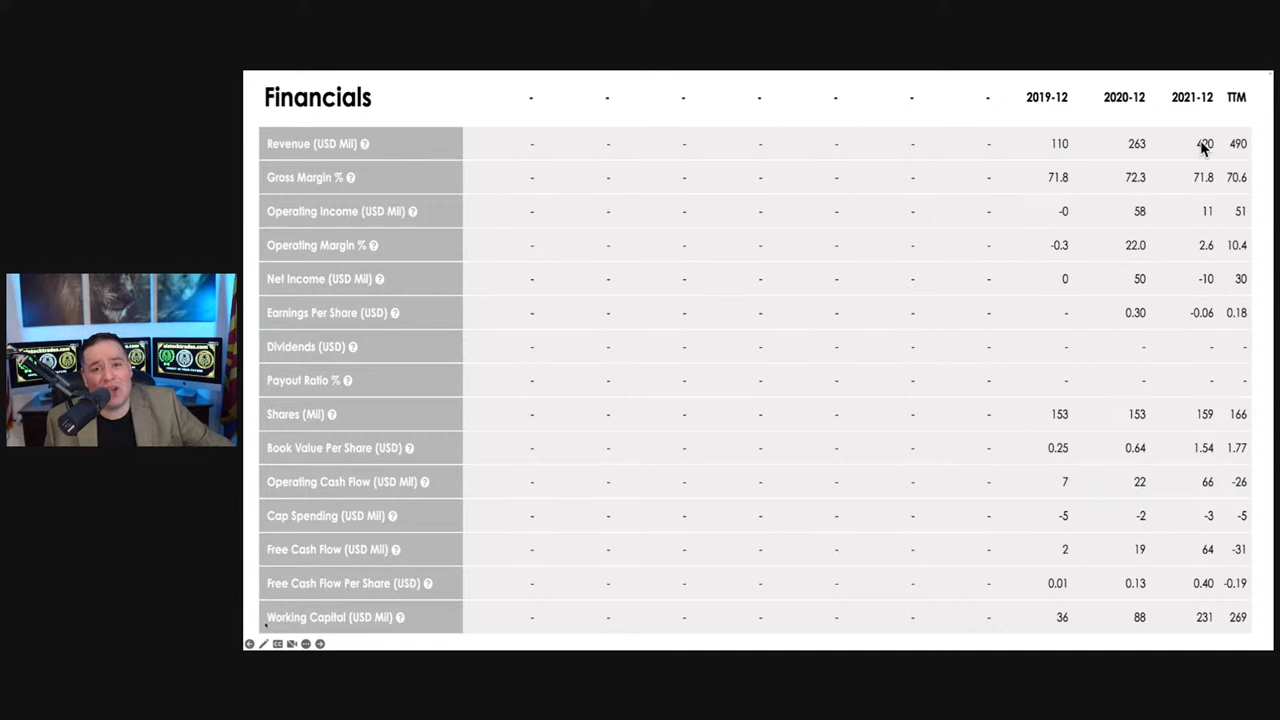 Financials - - - - - - - 2019-12 2020-12 2021-12 TTM
Revenue (USD Mil) ? - - - - - - - 110 263 420 490
Gross Margin % ? - - - - - - - 71.8 72.3 71.8 70.6
Operating Income (USD Mil) ? - - - - - - - -0 58 11 51
Operating Margin % ? - - - - - - - -0.3 22.0 2.6 10.4
Net Income (USD Mil) ? - - - - - - - 0 50 -10 30
Earnings Per Share (USD) ? - - - - - - - - 0.30 -0.06 0.18
Dividends (USD) ? - - - - - - - - - - -
Payout Ratio % ? - - - - - - - - - - -
Shares (Mil) ? - - - - - - - 153 153 159 166
Book Value Per Share (USD) ? - - - - - - - 0.25 0.64 1.54 1.77
Operating Cash Flow (USD Mil) ? - - - - - - - 7 22 66 -26
Cap Spending (USD Mil) ? - - - - - - - -5 -2 -3 -5
Free Cash Flow (USD Mil) ? - - - - - - - 2 19 64 -31
Free Cash Flow Per Share (USD) ? - - - - - - - 0.01 0.13 0.40 -0.19
Working Capital (USD Mil) ? - - - - - - - 36 88 231 269